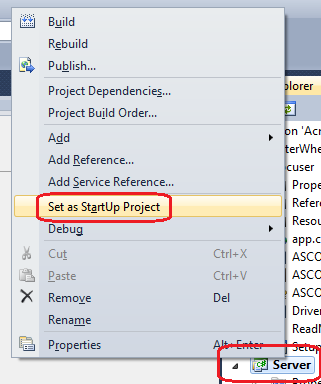 Build
Rebuild
Publish...
Project Dependencies...
Project Build Order...
Add
Add Reference...
Add Service Reference...
Set as StartUp Project
Debug
Cut Ctrl+X
Paste Ctrl+V
Remove Del
Rename
Properties Alt+Enter
plorer
on 'Acr
terWhe
cuser
Prope
Refere
Resou
app.c
ASCO
ASCO
Driver
ReadM
Setup
Server